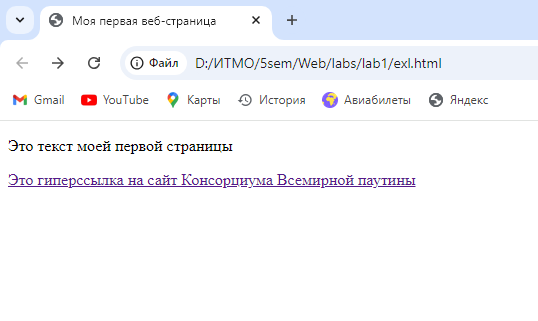 Моя первая веб-страница
Файл D:/ИТМО/5sem/Web/labs/lab1/exl.html
Gmail YouTube Карты История Авиабилеты Яндекс
Это текст моей первой страницы
Это гиперссылка на сайт Консорциума Всемирной паутины